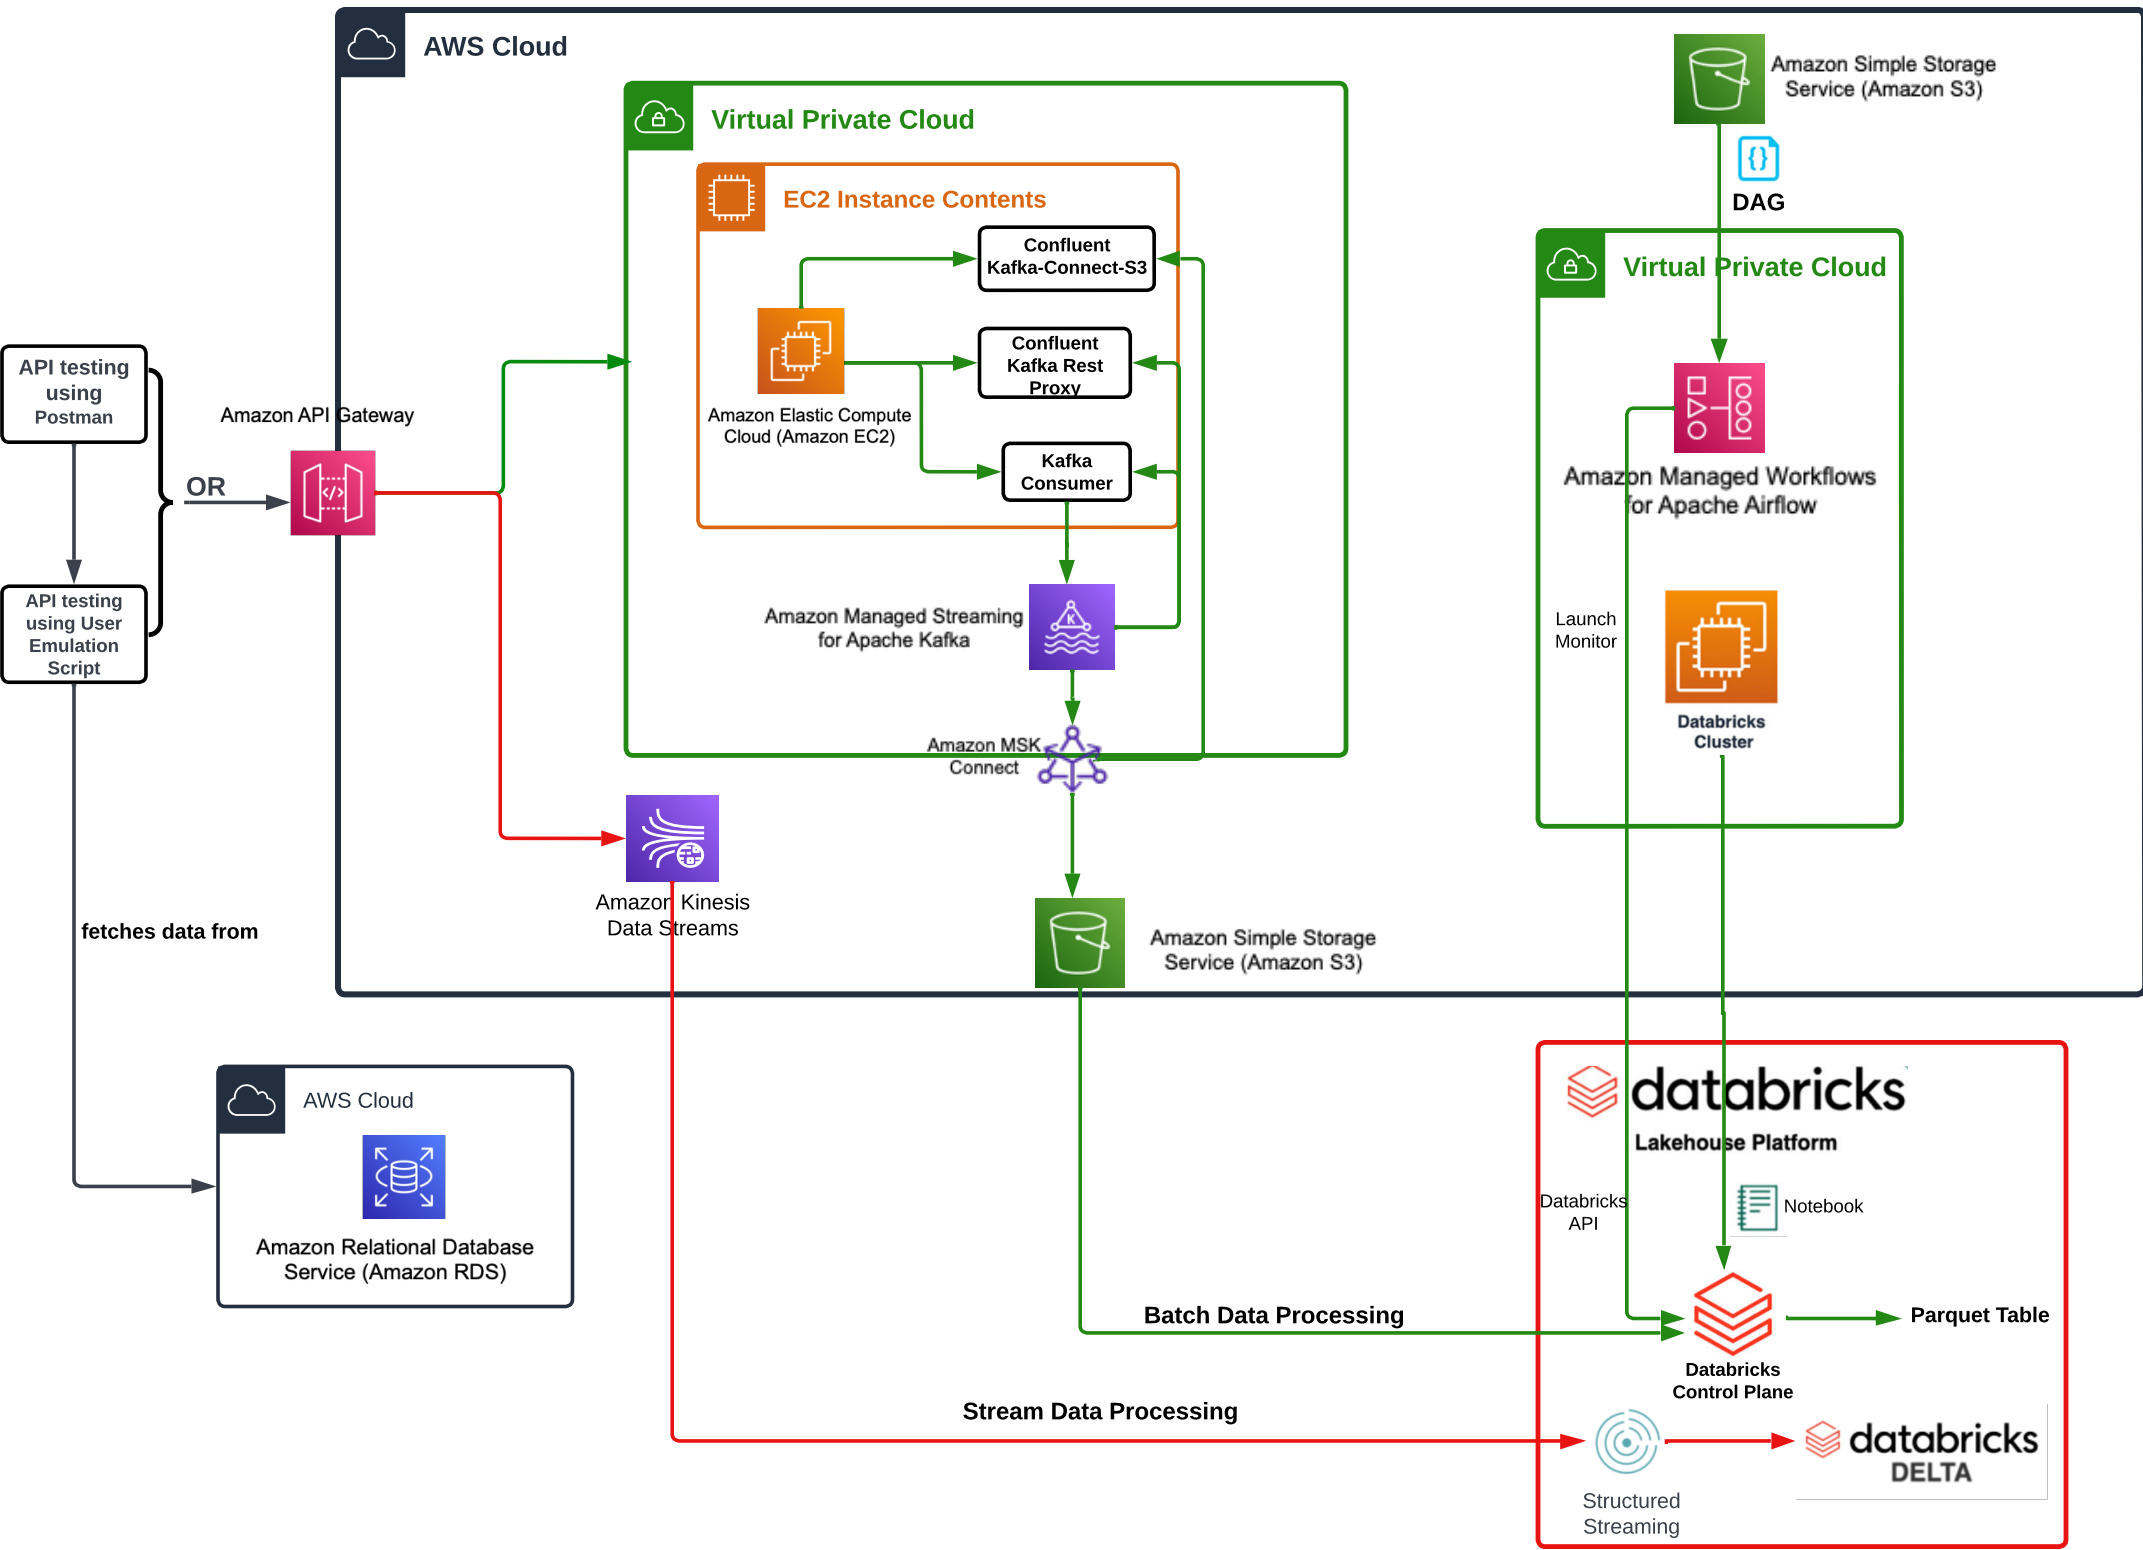 AWS Cloud
Amazon Simple Storage
Service (Amazon S3)
DAG
Virtual Private Cloud
EC2 Instance Contents
Confluent
Kafka-Connect-S3
Confluent
Kafka Rest
Proxy
Kafka
Consumer
Amazon Elastic Compute
Cloud (Amazon EC2)
Virtual Private Cloud
API testing
using
Postman
OR
Amazon API Gateway
</>
API testing
using User
Emulation
Script
Amazon Managed Workflows
for Apache Airflow
Launch
Monitor
Databricks
Cluster
K
Amazon Managed Streaming
for Apache Kafka
Amazon MSK
Connect
Amazon Kinesis
Data Streams
Amazon Simple Storage
Service (Amazon S3)
fetches data from
AWS Cloud
Amazon Relational Database
Service (Amazon RDS)
databricks
Lakehouse Platform
Databricks
API
Notebook
Batch Data Processing
Parquet Table
Databricks
Control Plane
Stream Data Processing
Structured
Streaming
databricks
DELTA